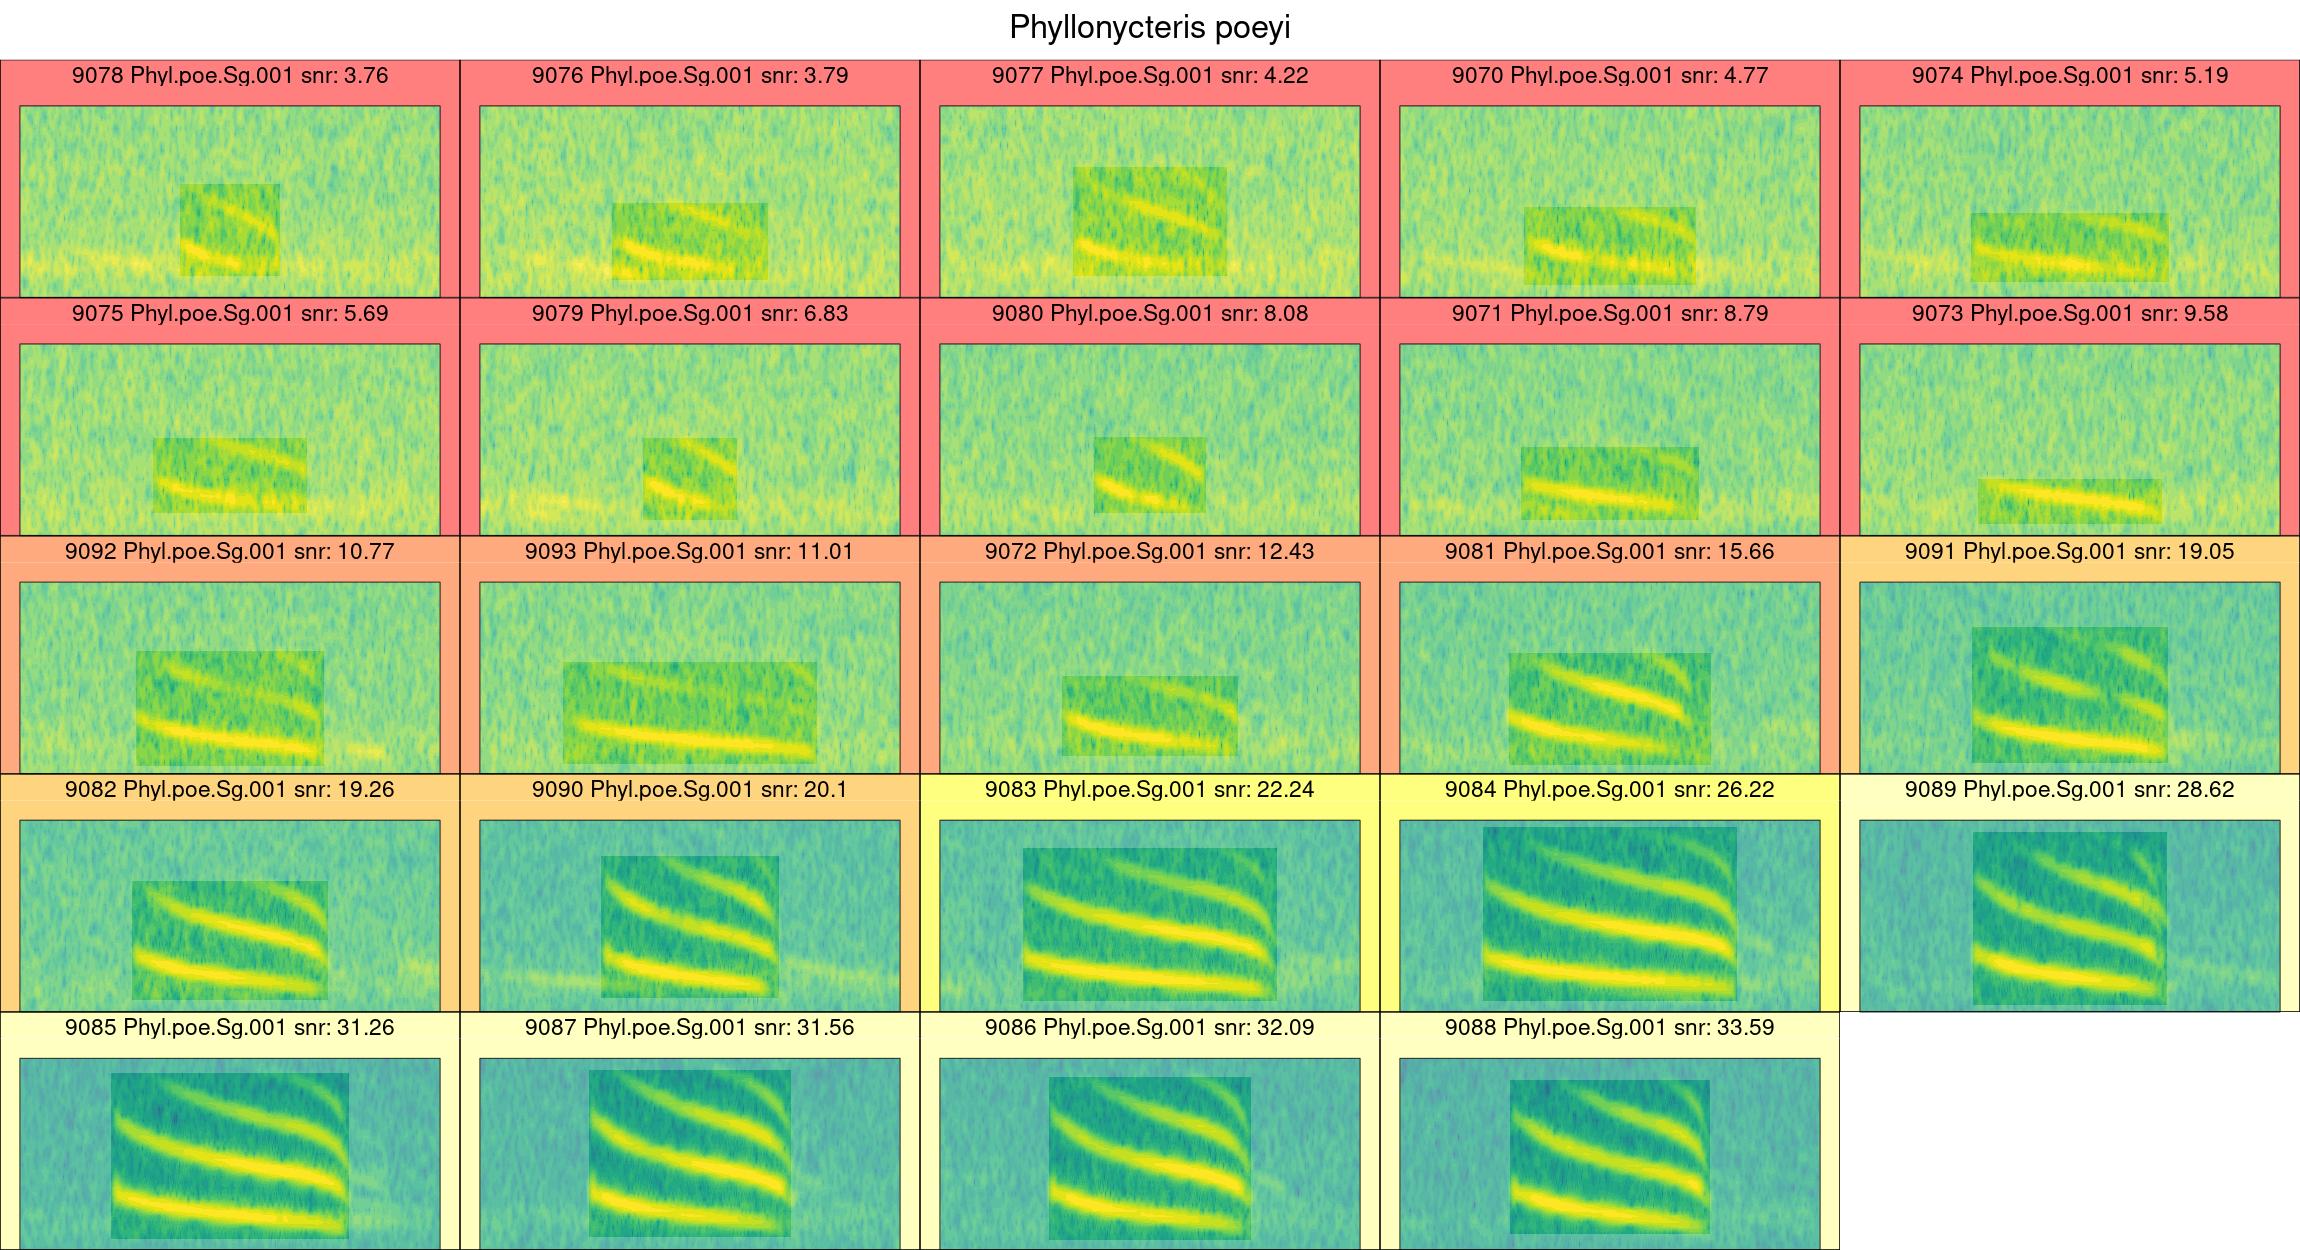 Phyllonycteris poeyi
9078 Phyl.poe.Sg.001 snr: 3.76
9076 Phyl.poe.Sg.001 snr: 3.79
9077 Phyl.poe.Sg.001 snr: 4.22
9070 Phyl.poe.Sg.001 snr: 4.77
9074 Phyl.poe.Sg.001 snr: 5.19
9075 Phyl.poe.Sg.001 snr: 5.69
9079 Phyl.poe.Sg.001 snr: 6.83
9080 Phyl.poe.Sg.001 snr: 8.08
9071 Phyl.poe.Sg.001 snr: 8.79
9073 Phyl.poe.Sg.001 snr: 9.58
9092 Phyl.poe.Sg.001 snr: 10.77
9093 Phyl.poe.Sg.001 snr: 11.01
9072 Phyl.poe.Sg.001 snr: 12.43
9081 Phyl.poe.Sg.001 snr: 15.66
9091 Phyl.poe.Sg.001 snr: 19.05
9082 Phyl.poe.Sg.001 snr: 19.26
9090 Phyl.poe.Sg.001 snr: 20.1
9083 Phyl.poe.Sg.001 snr: 22.24
9084 Phyl.poe.Sg.001 snr: 26.22
9089 Phyl.poe.Sg.001 snr: 28.62
9085 Phyl.poe.Sg.001 snr: 31.26
9087 Phyl.poe.Sg.001 snr: 31.56
9086 Phyl.poe.Sg.001 snr: 32.09
9088 Phyl.poe.Sg.001 snr: 33.59